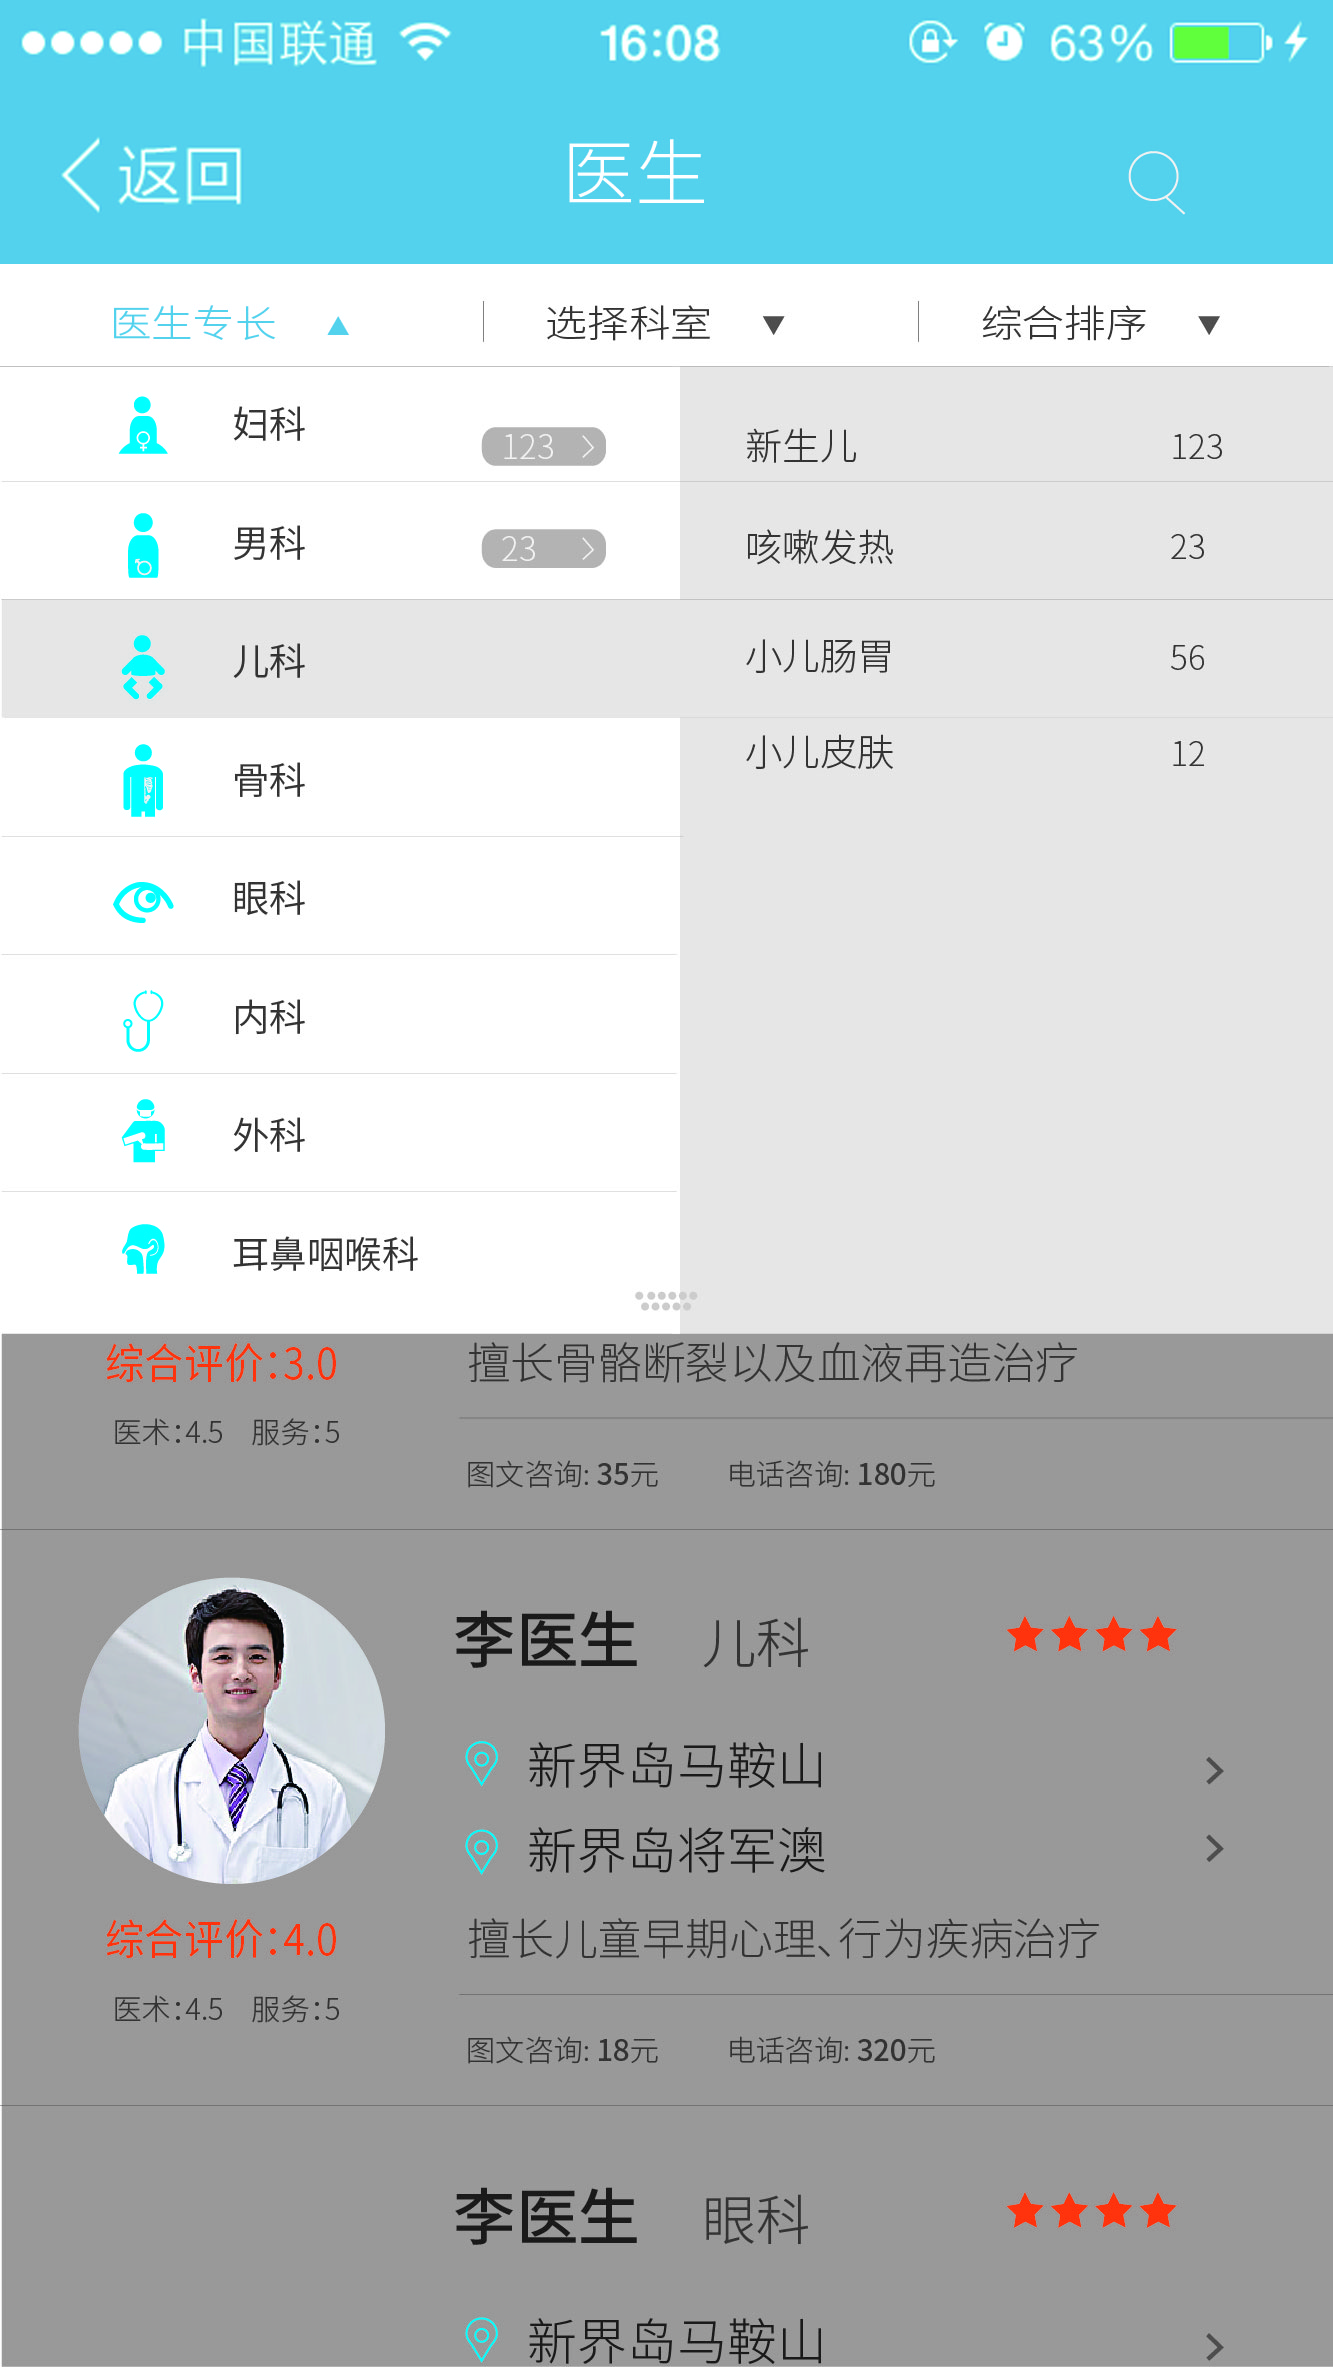 中国联通 16:08 63%
返回 医生
医生专长 选择科室 综合排序
妇科 123
新生儿 123
男科 23
咳嗽发热 23
儿科
小儿肠胃 56
骨科
小儿皮肤 12
眼科
内科
外科
耳鼻咽喉科
综合评价:3.0 擅长骨骼断裂以及血液再造治疗
医术:4.5 服务:5
图文咨询: 35元 电话咨询: 180元
李医生 儿科
新界岛马鞍山
新界岛将军澳
综合评价:4.0 擅长儿童早期心理、行为疾病治疗
医术:4.5 服务:5
图文咨询: 18元 电话咨询: 320元
李医生 眼科
新界岛马鞍山